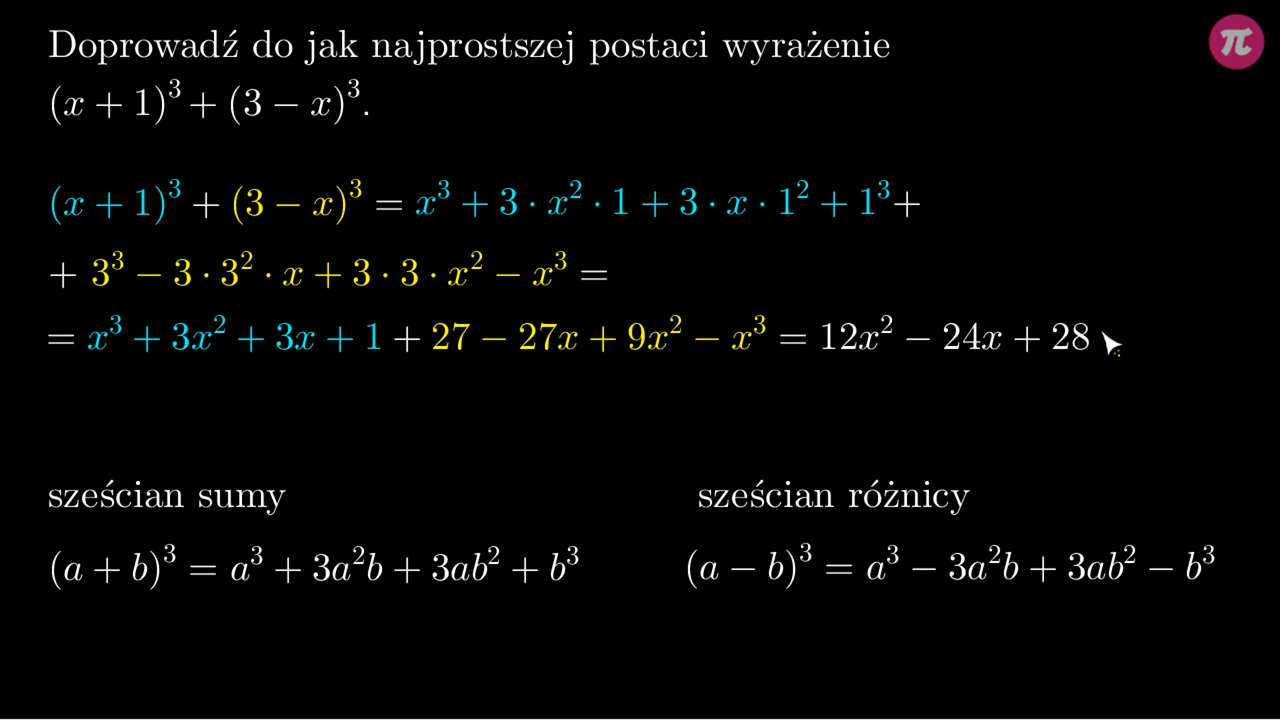 Doprowadź do jak najprostszej postaci wyrażenie
(x + 1)³ + (3 − x)³.
(x + 1)³ + (3 − x)³ = x³ + 3 · x² · 1 + 3 · x · 1² + 1³+
+ 3³ − 3 · 3² · x + 3 · 3 · x² − x³ =
= x³ + 3x² + 3x + 1 + 27 − 27x + 9x² − x³ = 12x² − 24x + 28
sześcian sumy
(a + b)³ = a³ + 3a²b + 3ab² + b³
sześcian różnicy
(a − b)³ = a³ − 3a²b + 3ab² − b³
π